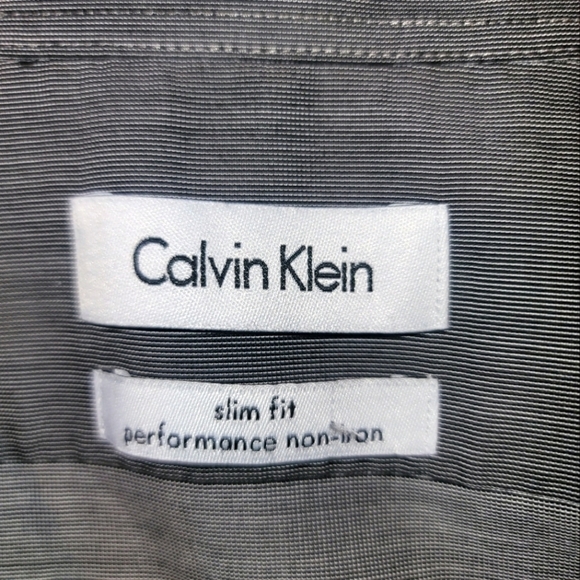 Calvin Klein
slim fit
performance non-iron